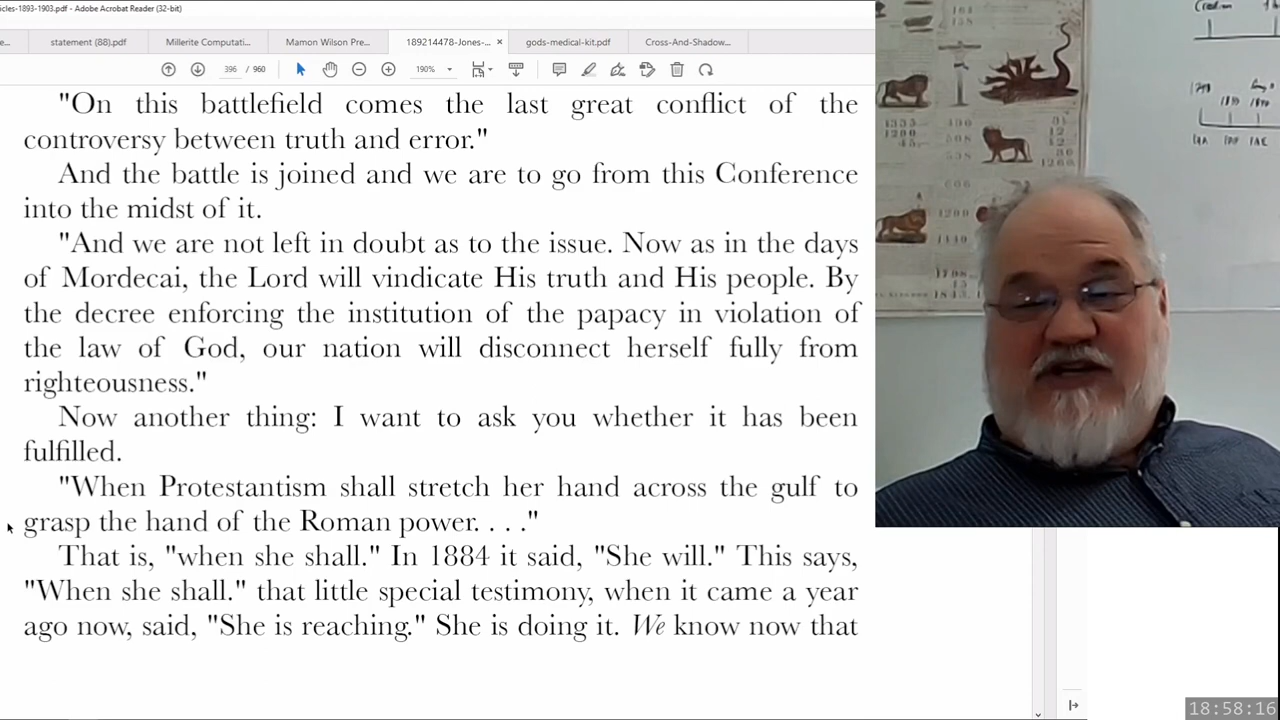 icles-1893-1903.pdf - Adobe Acrobat Reader (32-bit)
e...
statement (88).pdf
Millerite Computati...
Mamon Wilson Pre...
189214478-Jones-...
gods-medical-kit.pdf
Cross-And-Shadow...
396 / 960
190%
"On this battlefield comes the last great conflict of the
controversy between truth and error."
And the battle is joined and we are to go from this Conference
into the midst of it.
"And we are not left in doubt as to the issue. Now as in the days
of Mordecai, the Lord will vindicate His truth and His people. By
the decree enforcing the institution of the papacy in violation of
the law of God, our nation will disconnect herself fully from
righteousness."
Now another thing: I want to ask you whether it has been
fulfilled.
"When Protestantism shall stretch her hand across the gulf to
grasp the hand of the Roman power. . . ."
That is, "when she shall." In 1884 it said, "She will." This says,
"When she shall." that little special testimony, when it came a year
ago now, said, "She is reaching." She is doing it. We know now that
158
1335
1290
45
508
538
1260
18:58:16